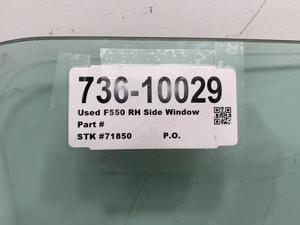 736-10029
Used F550 RH Side Window
Part #
STK #71850 P.O.